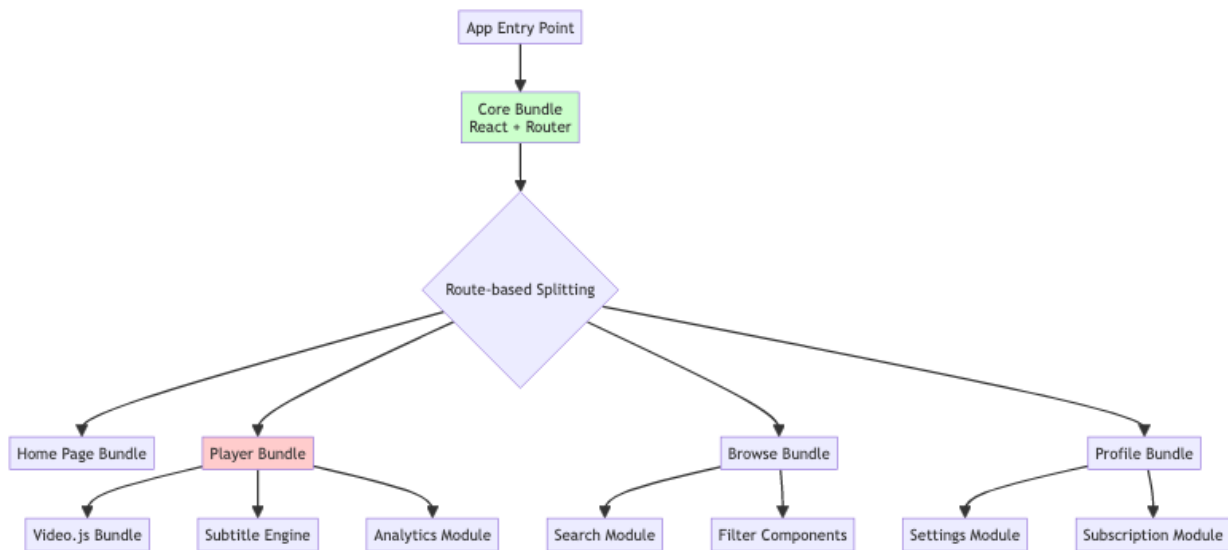 App Entry Point
Core Bundle
React + Router
Route-based Splitting
Home Page Bundle
Player Bundle
Browse Bundle
Profile Bundle
Video.js Bundle
Subtitle Engine
Analytics Module
Search Module
Filter Components
Settings Module
Subscription Module